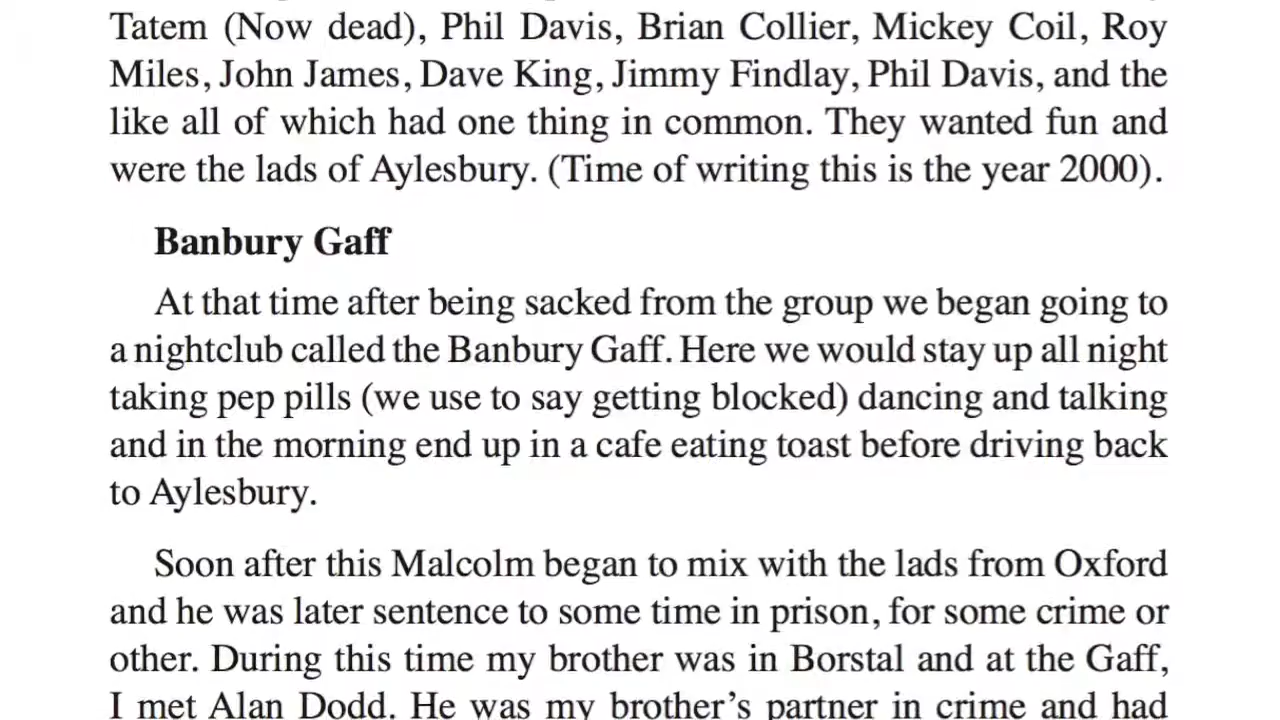 Tatem (Now dead), Phil Davis, Brian Collier, Mickey Coil, Roy
Miles, John James, Dave King, Jimmy Findlay, Phil Davis, and the
like all of which had one thing in common. They wanted fun and
were the lads of Aylesbury. (Time of writing this is the year 2000).
Banbury Gaff
At that time after being sacked from the group we began going to
a nightclub called the Banbury Gaff. Here we would stay up all night
taking pep pills (we use to say getting blocked) dancing and talking
and in the morning end up in a cafe eating toast before driving back
to Aylesbury.
Soon after this Malcolm began to mix with the lads from Oxford
and he was later sentence to some time in prison, for some crime or
other. During this time my brother was in Borstal and at the Gaff,
I met Alan Dodd. He was my brother's partner in crime and had